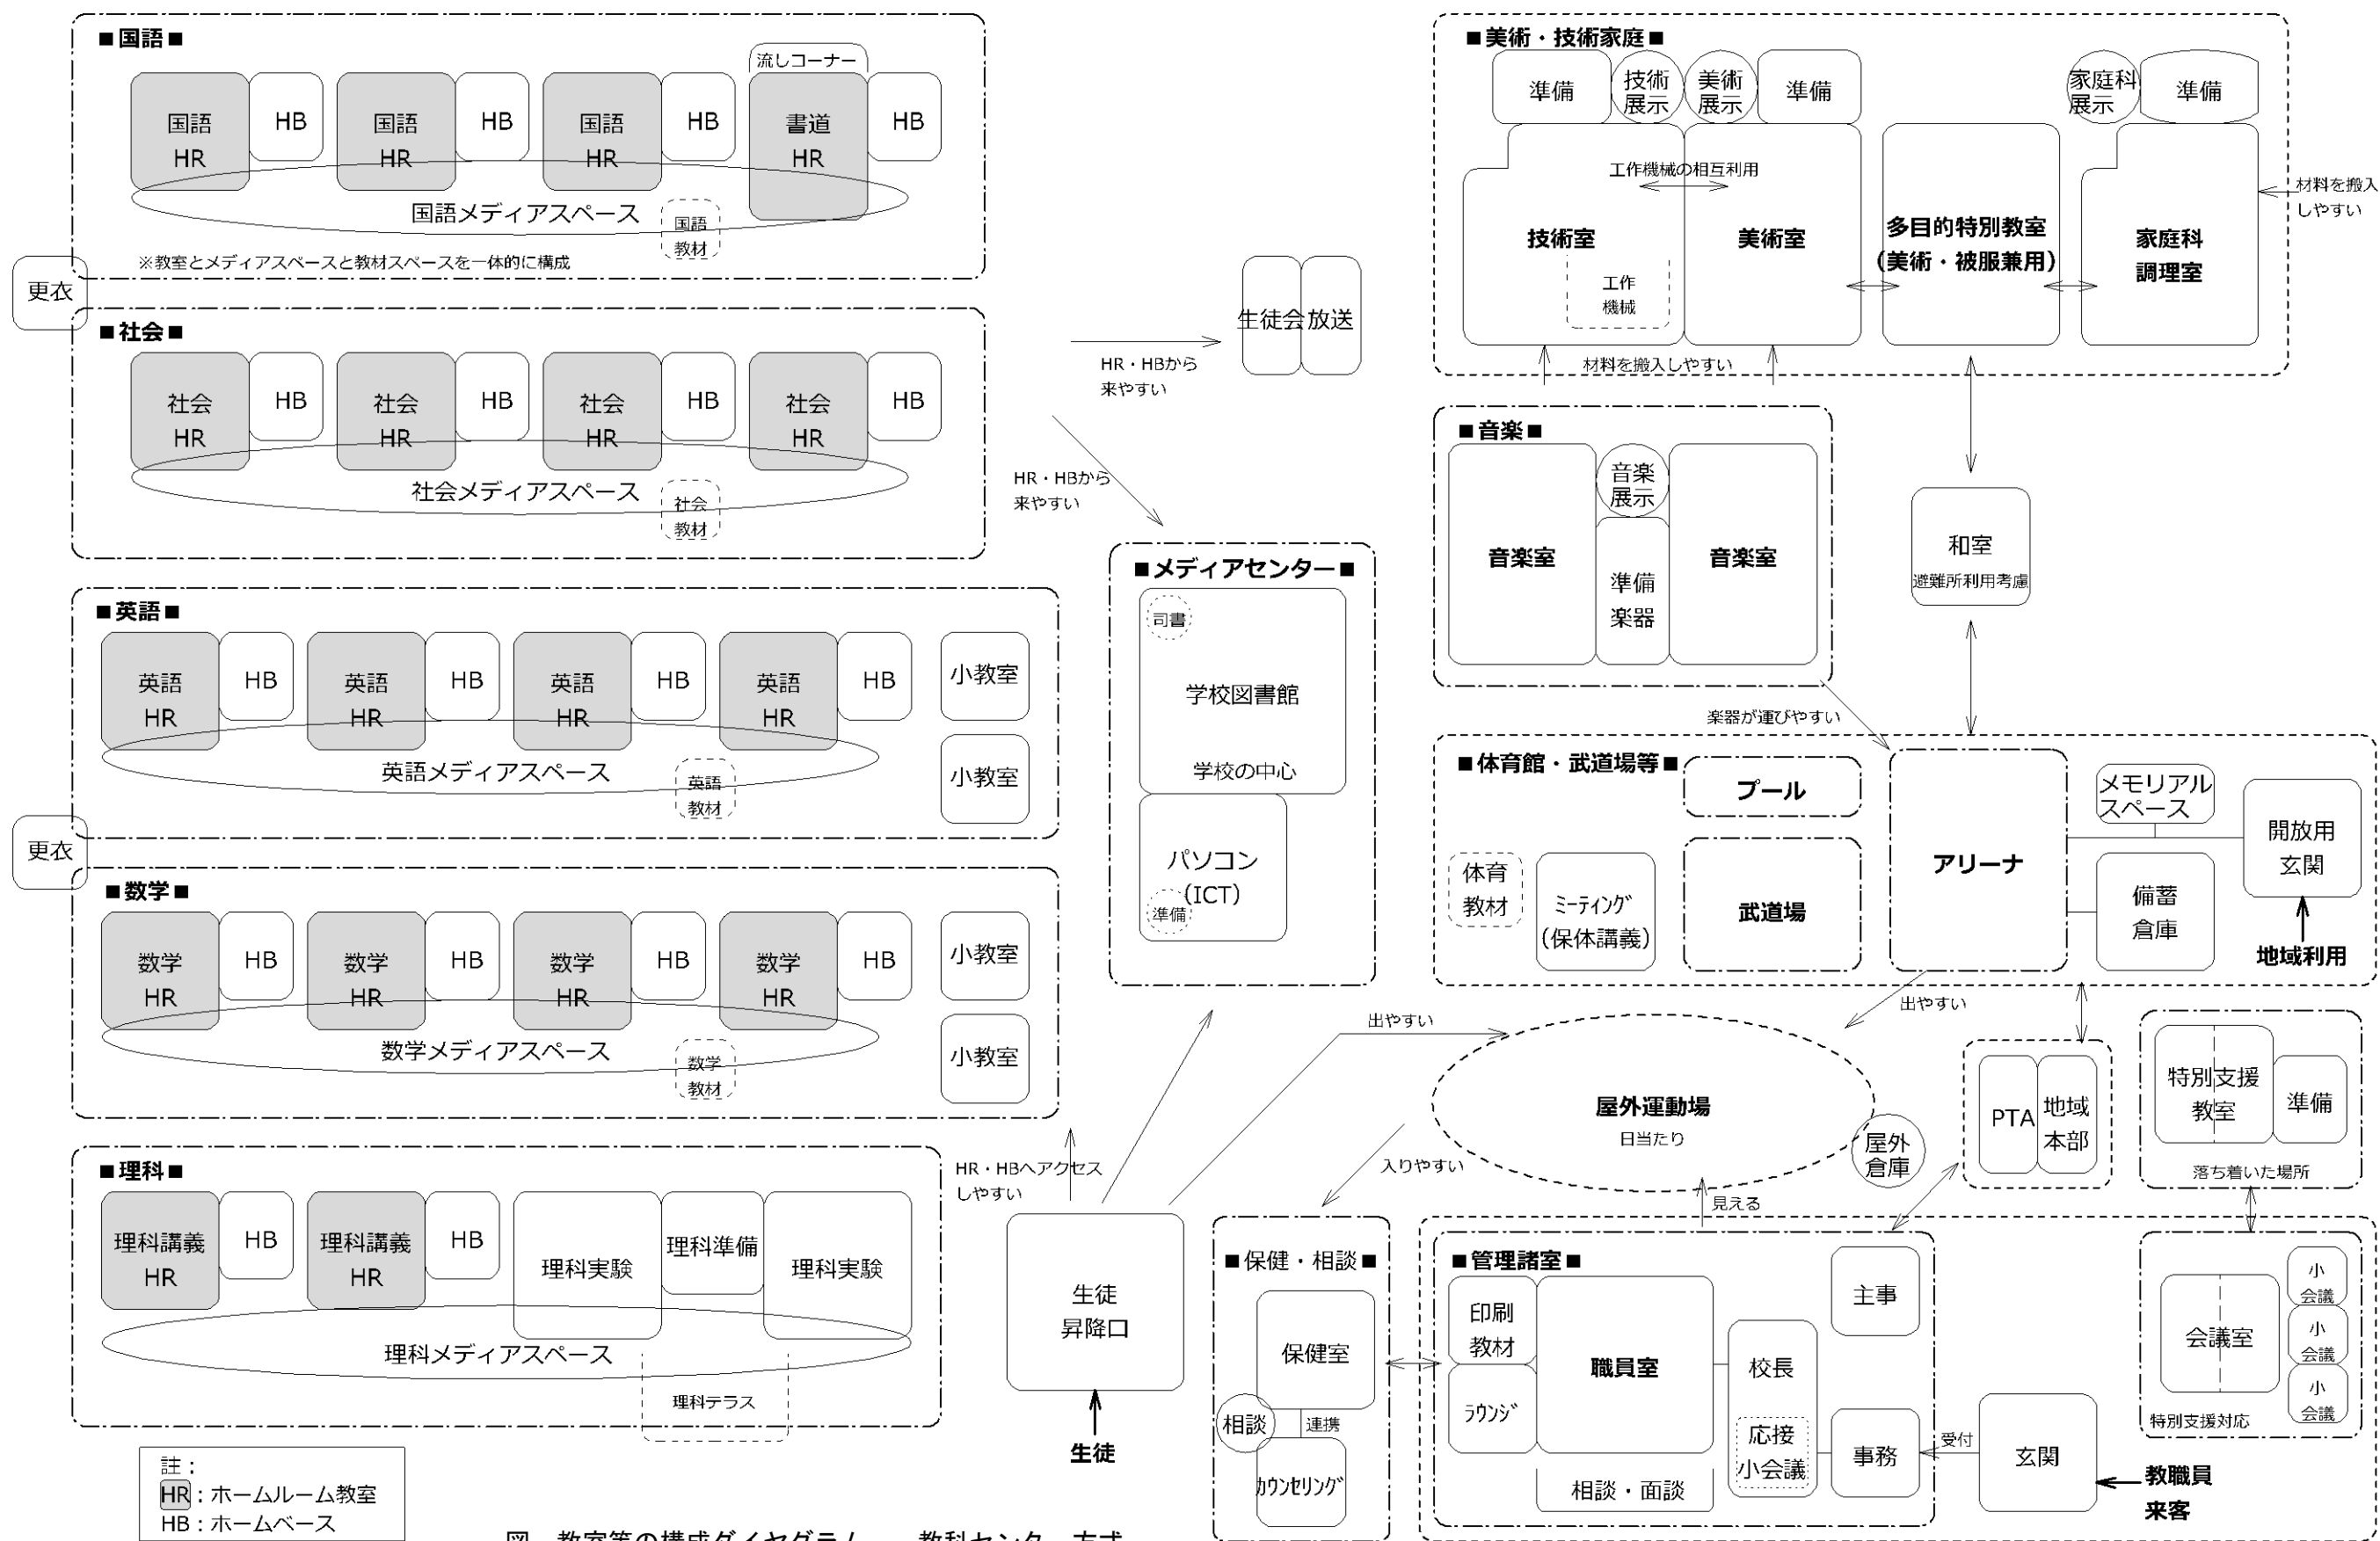 ■国語■
流しコーナー
国語
HR
HB
国語
HR
HB
国語
HR
HB
書道
HR
HB
国語メディアスペース
国語
教材
※教室とメディアスペースと教材スペースを一体的に構成
更衣
■社会■
社会
HR
HB
社会
HR
HB
社会
HR
HB
社会
HR
HB
社会メディアスペース
社会
教材
■英語■
英語
HR
HB
英語
HR
HB
英語
HR
HB
英語
HR
HB
小教室
小教室
英語メディアスペース
英語
教材
更衣
■数学■
数学
HR
HB
数学
HR
HB
数学
HR
HB
数学
HR
HB
小教室
小教室
数学メディアスペース
数学
教材
■理科■
理科講義
HR
HB
理科講義
HR
HB
理科実験
理科準備
理科実験
理科メディアスペース
理科テラス
註：
HR：ホームルーム教室
HB：ホームベース
HR・HBから
来やすい
生徒会
放送
HR・HBから
来やすい
■メディアセンター■
司書
学校図書館
学校の中心
パソコン
(ICT)
準備
HR・HBへアクセス
しやすい
生徒
昇降口
生徒
出やすい
■美術・技術家庭■
準備
技術
展示
美術
展示
準備
家庭科
展示
準備
工作機械の相互利用
技術室
工作
機械
美術室
多目的特別教室
(美術・被服兼用)
家庭科
調理室
材料を搬入
しやすい
材料を搬入しやすい
■音楽■
音楽室
音楽
展示
準備
楽器
音楽室
和室
避難所利用考慮
楽器が運びやすい
■体育館・武道場等■
プール
体育
教材
ﾐｰﾃｨﾝｸﾞ
(保体講義)
武道場
アリーナ
メモリアル
スペース
開放用
玄関
備蓄
倉庫
地域利用
出やすい
屋外運動場
日当たり
屋外
倉庫
入りやすい
見える
PTA
地域
本部
特別支援
教室
準備
落ち着いた場所
■保健・相談■
保健室
相談
連携
ｶｳﾝｾﾘﾝｸﾞ
■管理諸室■
印刷
教材
ﾗｳﾝｼﾞ
職員室
相談・面談
校長
応接
小会議
主事
事務
受付
玄関
教職員
来客
会議室
小
会議
小
会議
小
会議
特別支援対応